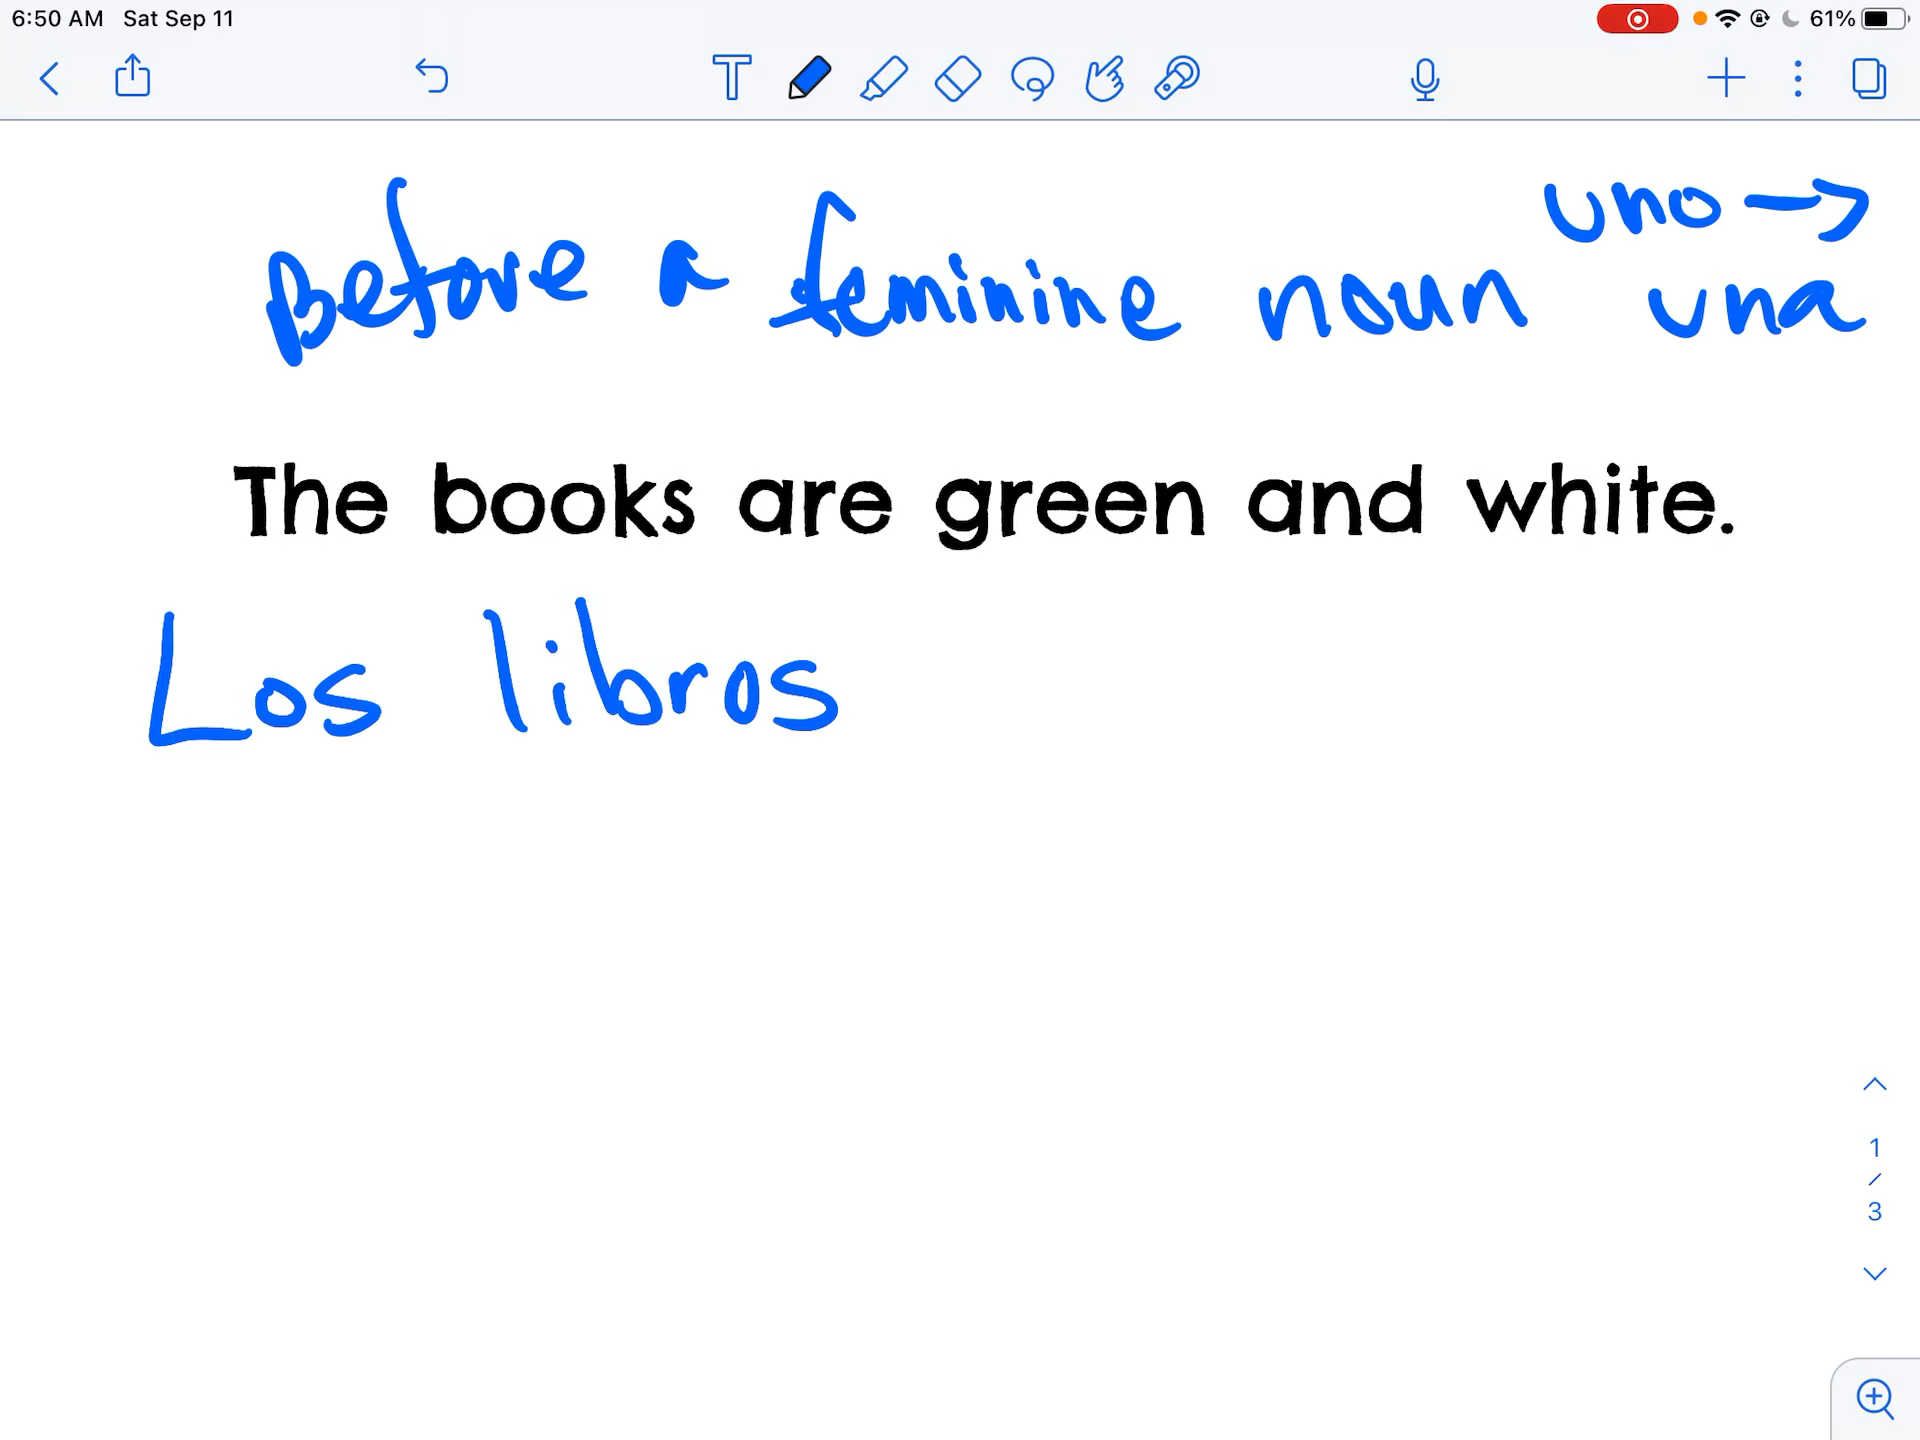 6:50 AM Sat Sep 11
61%
T
uno →
Before a feminine noun una
The books are green and white.
Los libros
1
/
3